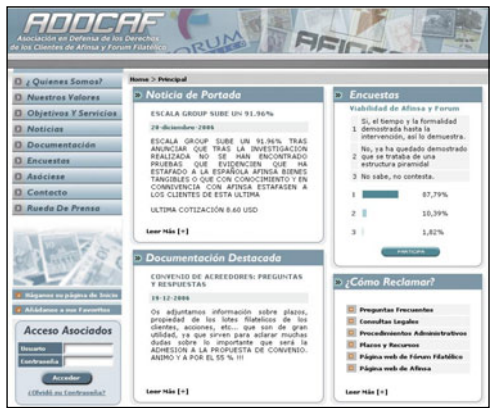 ADOCAF
Asociación en Defensa de los Derechos
de los Clientes de Afinsa y Forum Filatélico
FORUM
AFINSA
¿ Quienes Somos?
Nuestros Valores
Objetivos Y Servicios
Noticias
Documentación
Encuestas
Asóciese
Contacto
Rueda De Prensa
Háganos su página de Inicio
Añádanos a sus Favoritos
Acceso Asociados
Usuario
Contraseña
Acceder
¿Olvidó su Contraseña?
Home > Principal
Noticia de Portada
ESCALA GROUP SUBE UN 91.96%
20-diciembre-2006
ESCALA GROUP SUBE UN 91.96% TRAS
ANUNCIAR QUE TRAS LA INVESTIGACIÓN
REALIZADA NO SE HAN ENCONTRADO
PRUEBAS QUE EVIDENCIEN QUE HA
ESTAFADO A LA ESPAÑOLA AFINSA BIENES
TANGIBLES O QUE CON CONOCIMIENTO Y EN
CONNIVENCIA CON AFINSA ESTAFASEN A
LOS CLIENTES DE ESTA ULTIMA
ULTIMA COTIZACIÓN 8.60 USD
Leer Más [+]
Documentación Destacada
CONVENIO DE ACREEDORES: PREGUNTAS
Y RESPUESTAS
19-12-2006
Os adjuntamos información sobre plazos,
propiedad de los lotes filatelicos de los
clientes, acciones, etc... que son de gran
utilidad, ya que sirven para aclarar muchas
dudas sobre lo importante que será la
ADHESION A LA PROPUESTA DE CONVENIO.
ANIMO Y A POR EL 55 % !!!
Leer Más [+]
Encuestas
Viabilidad de Afinsa y Forum
Si, el tiempo y la formalidad
1 demostrada hasta la
intervención, así lo demuestra.
No, ya ha quedado demostrado
2 que se trataba de una
estructura piramidal
3 No sabe, no contesta.
1 87,79%
2 10,39%
3 1,82%
PARTICIPA
¿Cómo Reclamar?
Preguntas Frecuentes
Consultas Legales
Procedimientos Administrativos
Plazos y Recursos
Página web de Fórum Filatélico
Página web de Afinsa
Leer Más [+]